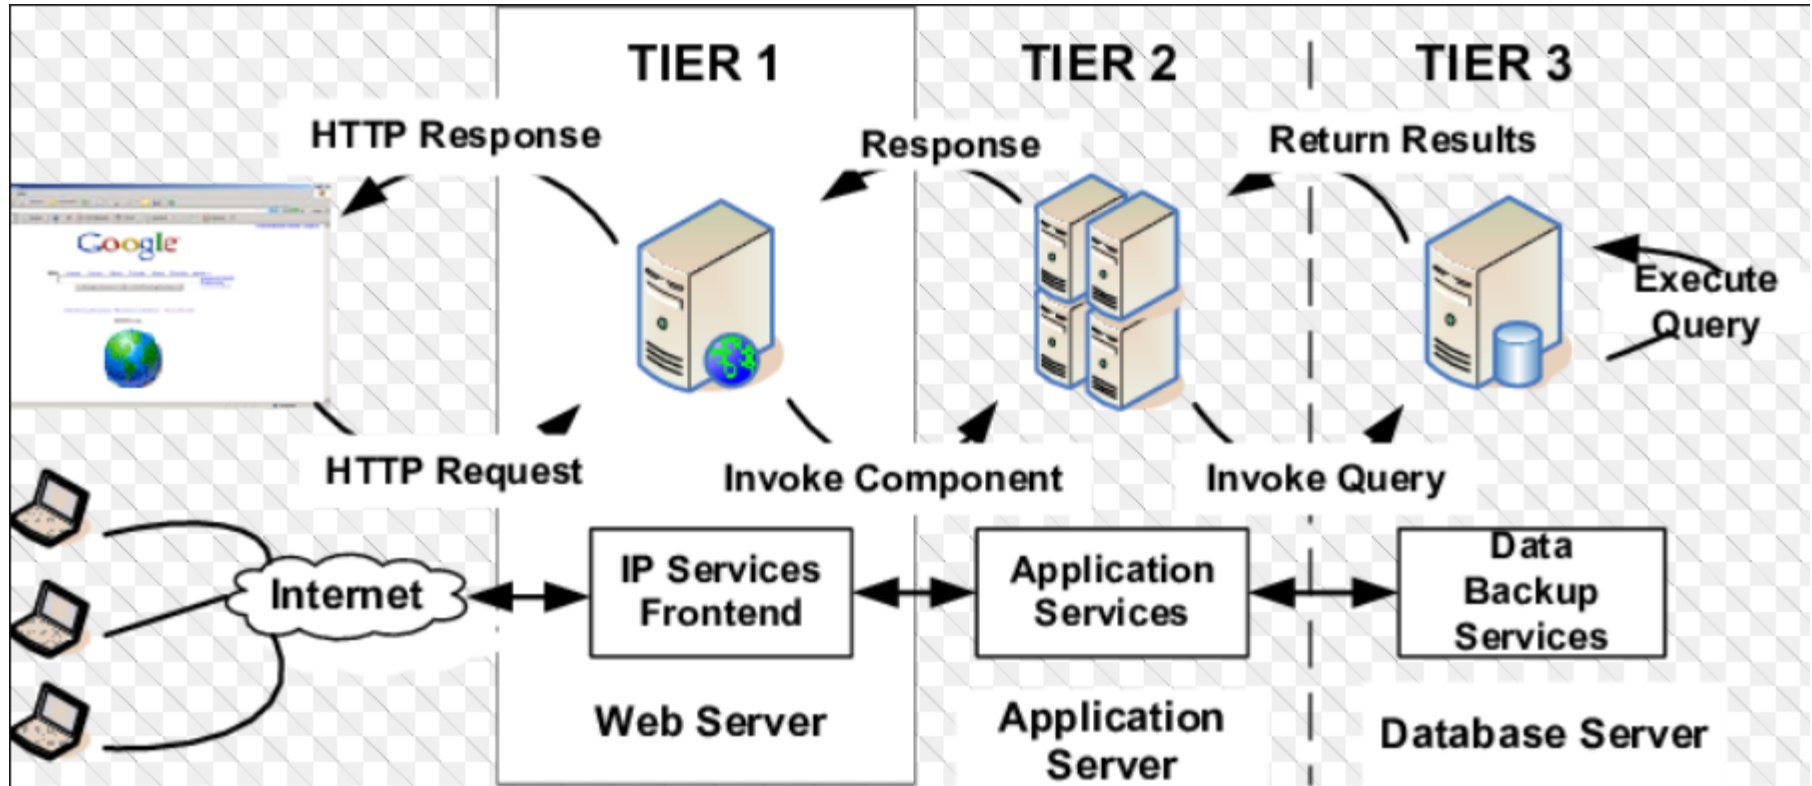 TIER 1
TIER 2
TIER 3
HTTP Response
Response
Return Results
Google
Execute
Query
HTTP Request
Invoke Component
Invoke Query
Internet
IP Services
Frontend
Application
Services
Data
Backup
Services
Web Server
Application
Server
Database Server